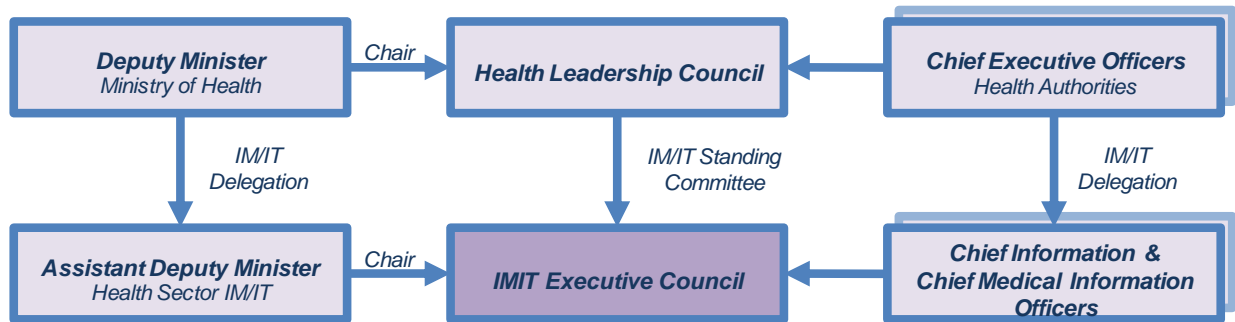 Deputy Minister
Ministry of Health
Chair
Health Leadership Council
Chief Executive Officers
Health Authorities
IM/IT
Delegation
IM/IT Standing
Committee
IM/IT
Delegation
Assistant Deputy Minister
Health Sector IM/IT
Chair
IMIT Executive Council
Chief Information &
Chief Medical Information
Officers